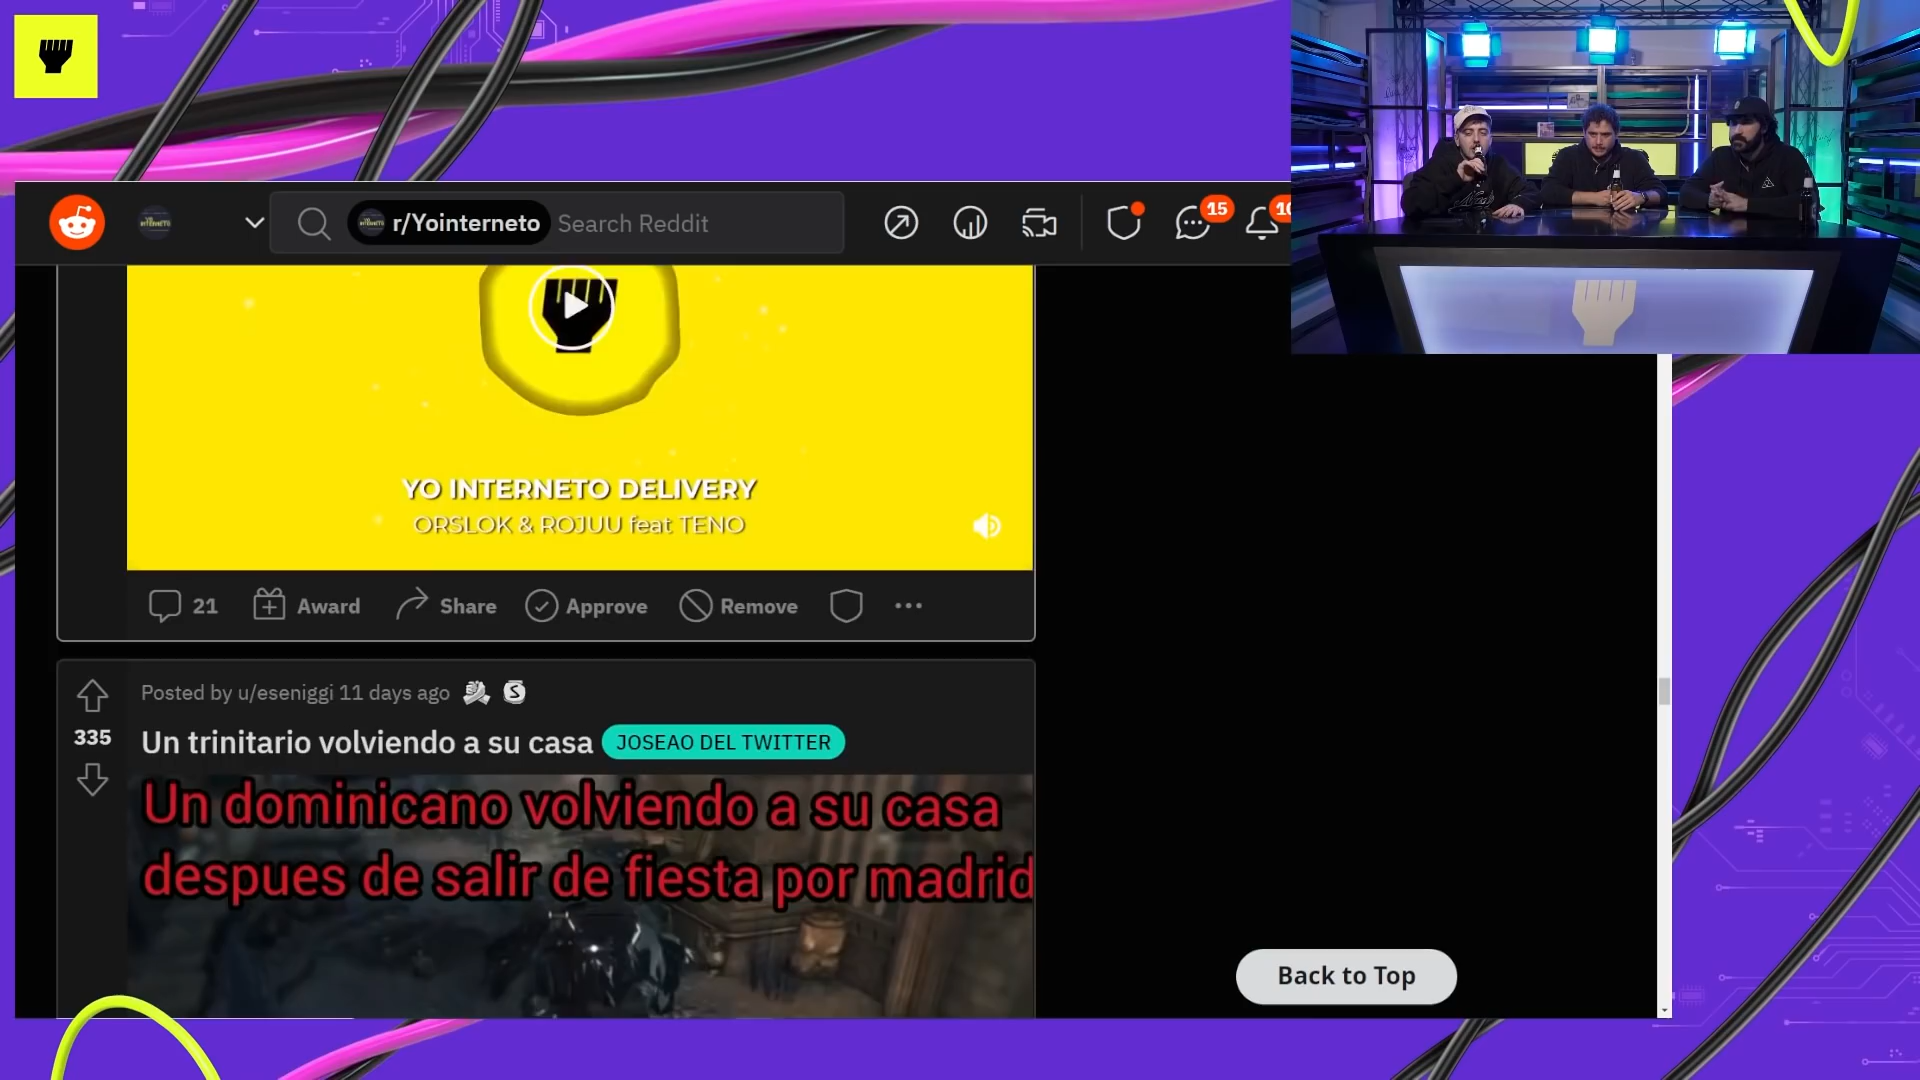 r/Yointerneto Search Reddit
15
YO INTERNETO DELIVERY
ORSLOK & ROJUU feat TENO
21 Award Share Approve Remove
Posted by u/eseniggi 11 days ago
335
Un trinitario volviendo a su casa JOSEAO DEL TWITTER
Un dominicano volviendo a su casa
despues de salir de fiesta por madrid
Back to Top